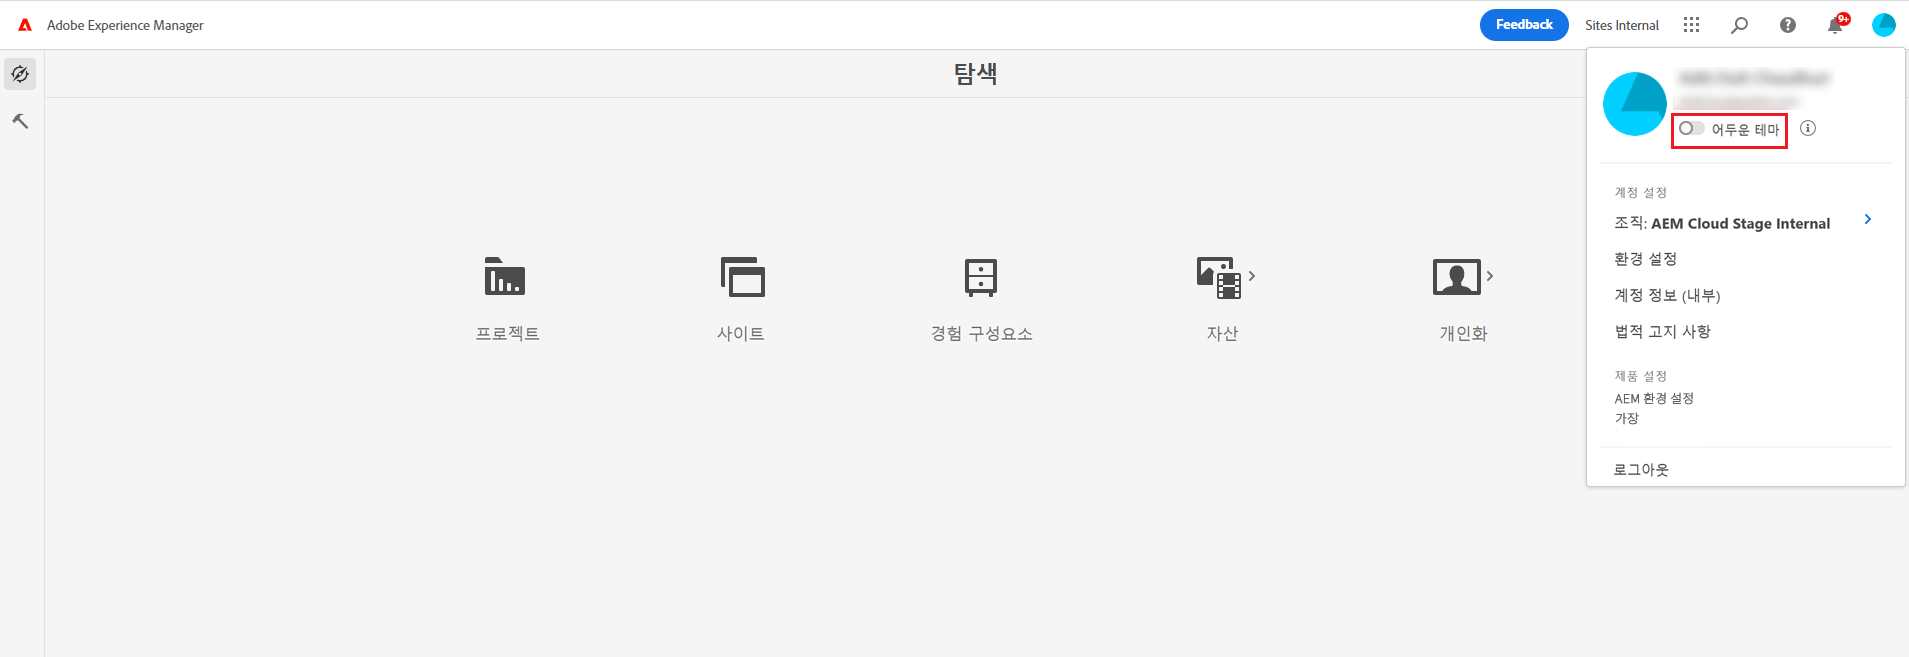 Adobe Experience Manager
Feedback
Sites Internal
9+
탐색
어두운 테마
계정 설정
조직: AEM Cloud Stage Internal
환경 설정
계정 정보 (내부)
법적 고지 사항
제품 설정
AEM 환경 설정
가장
로그아웃
프로젝트
사이트
경험 구성요소
자산
개인화